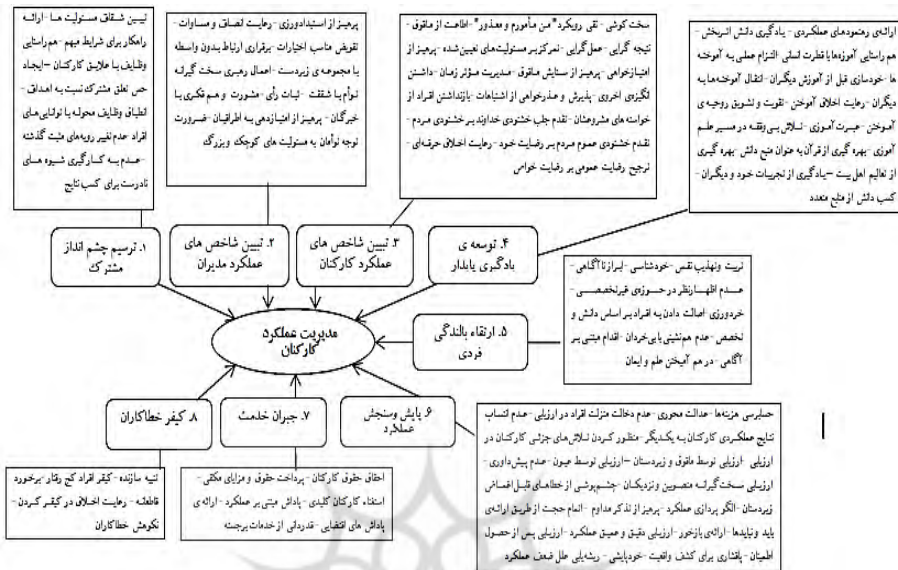 تبیین شفاف مسئولیت ها - ارائه
راهکار برای شرایط مبهم - هم‌راستایی
وظایف با علایق کارکنان - ایجاد
حس تعلق مشترک نسبت به اهداف -
انطباق وظایف محوله با توانایی‌های
افراد عدم تغییر رویه‌های مثبت گذشته
- عدم به کارگیری شیوه های
نادرست برای کسب نتایج
۱. ترسیم چشم انداز
مشترک
پرهیز از استبدادورزی - رعایت انصاف و مساوات -
تفویض مناسب اختیارات - برقراری ارتباط بدون واسطه
با مجموعه ی زیردست - اعمال رهبری سخت گیرانه
توأم با شفقت - ثبات رأی - مشورت و هم فکری با
خبرگان - پرهیز از امتیازدهی به اطرافیان - ضرورت
توجه توأمان به مسئولیت های کوچک و بزرگ
۲. تبیین شاخص های
عملکرد مدیران
سخت کوشی - نفی رویکرد "من مأمورم و معذور" - اطاعت از مافوق -
نتیجه گرایی - عمل گرایی - تمرکز بر مسئولیت‌های تعیین شده - پرهیز از
امتیازخواهی - پرهیز از ستایش مافوق - مدیریت مؤثر زمان - داشتن
انگیزه‌ی اخروی - پذیرش و عذرخواهی از اشتباهات - بازنداشتن افراد از
خواسته های مشروعشان - تقدم جلب خشنودی خداوند بر خشنودی مردم -
تقدم خشنودی عموم مردم بر رضایت خود - رعایت اخلاق حرفه‌ای -
ترجیح رضایت عمومی بر رضایت خواص
۳. تبیین شاخص های
عملکرد کارکنان
ارائه‌ی رهنمودهای عملکردی - یادگیری دانش اثربخش -
هم راستایی آموزه‌ها با فطرت انسانی - التزام عملی به آموخته
ها - خودسازی قبل از آموزش دیگران - انتقال آموخته‌ها به
دیگران - رعایت اخلاق آموختن - تقویت و تشویق روحیه ی
آموختن - عبرت آموزی - تلاش بی‌وقفه در مسیر علم
آموزی - بهره گیری از قرآن به عنوان منبع دانش - بهره گیری
از تعالیم اهل بیت - یادگیری از تجربیات خود و دیگران -
کسب دانش از منابع متعدد
۴. توسعه ی
یادگیری پایدار
تربیت و تهذیب نفس - خودشناسی - ابراز ناآگاهی -
عدم اظهارنظر در حوزه‌ی غیرتخصصی -
خردورزی - اصالت دادن به افراد بر اساس دانش و
تخصص - عدم هم‌نشینی با بی‌خردان - اقدام مبتنی بر
آگاهی - در هم آمیختن علم و ایمان
۵. ارتقاء بالندگی
فردی
مدیریت عملکرد
کارکنان
۶. پایش و سنجش
عملکرد
حسابرسی هزینه‌ها - عدالت محوری - عدم دخالت منزلت افراد در ارزیابی - عدم انتساب
نتایج عملکردی کارکنان به یکدیگر - منظور کردن تلاش‌های جزئی کارکنان در
ارزیابی - ارزیابی توسط مافوق و زیردستان - ارزیابی توسط عیون - عدم پیش‌داوری -
ارزیابی سخت‌گیرانه منصوبین و نزدیکان - چشم‌پوشی از خطاهای قابل اغماض
زیردستان - الگو پردازی عملکرد - پرهیز از تذکر مداوم - اتمام حجت از طریق ارائه‌ی
باید و نبایدها - ارائه‌ی بازخور - ارزیابی دقیق و عمیق عملکرد - ارزیابی پس از حصول
اطمینان - پافشاری برای کشف واقعیت - خودپایشی - ریشه‌یابی علل ضعف عملکرد
۷. جبران خدمت
احقاق حقوق کارکنان - پرداخت حقوق و مزایای مکفی -
استغناء کارکنان کلیدی - پاداش مبتنی بر عملکرد - ارائه ی
پاداش های اقتضایی - قدردانی از خدمات برجسته
۸. کیفر خطاکاران
تنبیه سازنده - کیفر افراد کج رفتار - برخورد
قاطعانه - رعایت اخلاق در کیفر کردن -
نکوهش خطاکاران